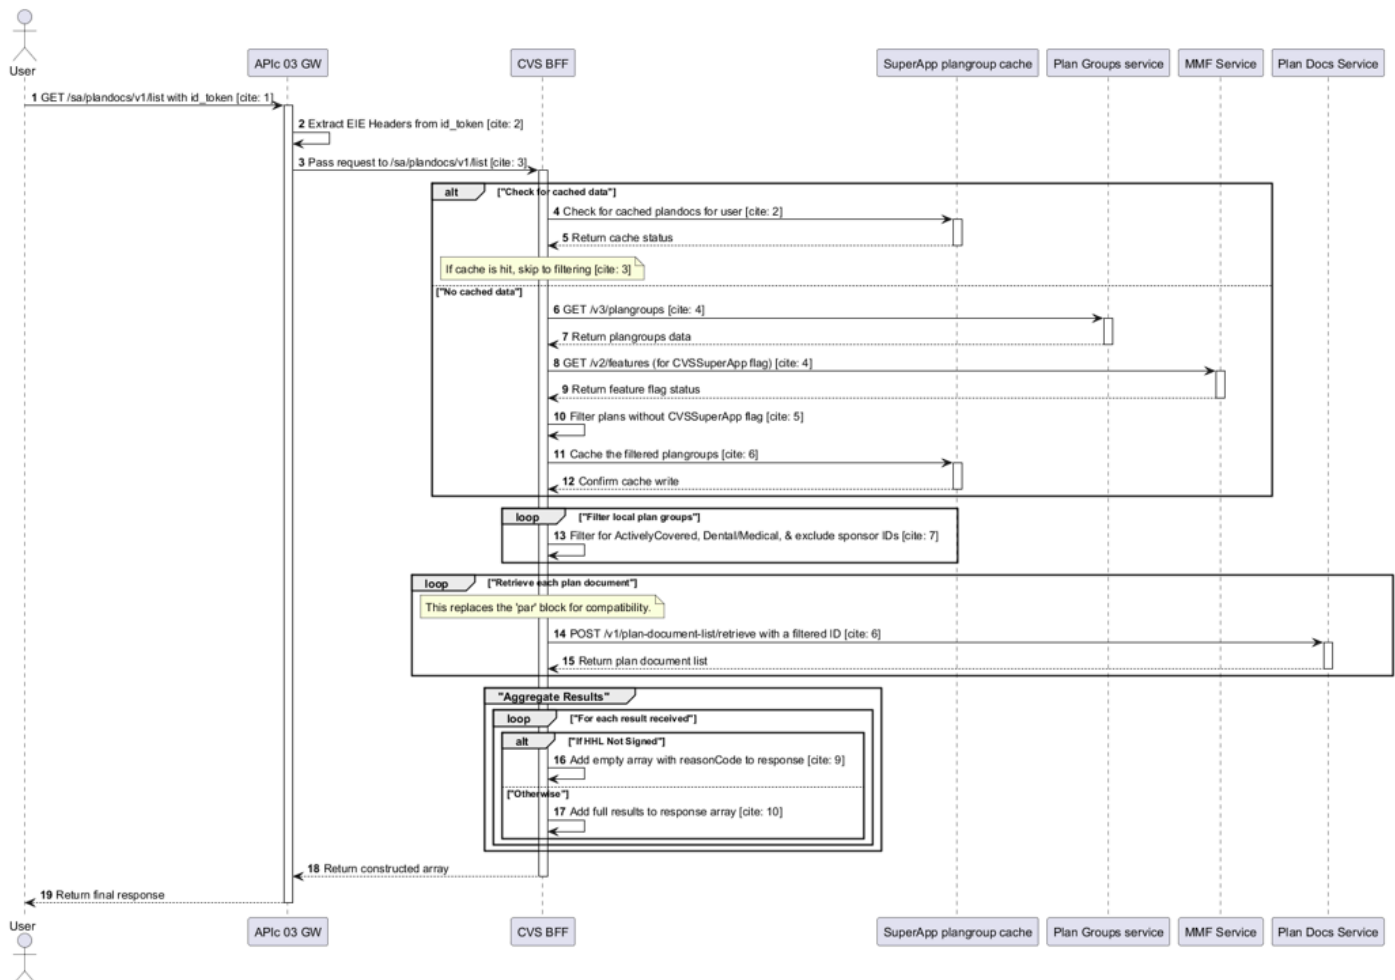 User
APIc 03 GW
CVS BFF
SuperApp plangroup cache
Plan Groups service
MMF Service
Plan Docs Service
1 GET /sa/plandocs/v1/list with id_token [cite: 1]
2 Extract EIE Headers from id_token [cite: 2]
3 Pass request to /sa/plandocs/v1/list [cite: 3]
alt ["Check for cached data"]
4 Check for cached plandocs for user [cite: 2]
5 Return cache status
If cache is hit, skip to filtering [cite: 3]
["No cached data"]
6 GET /v3/plangroups [cite: 4]
7 Return plangroups data
8 GET /v2/features (for CVSSuperApp flag) [cite: 4]
9 Return feature flag status
10 Filter plans without CVSSuperApp flag [cite: 5]
11 Cache the filtered plangroups [cite: 6]
12 Confirm cache write
loop ["Filter local plan groups"]
13 Filter for ActivelyCovered, Dental/Medical, & exclude sponsor IDs [cite: 7]
loop ["Retrieve each plan document"]
This replaces the 'par' block for compatibility.
14 POST /v1/plan-document-list/retrieve with a filtered ID [cite: 6]
15 Return plan document list
"Aggregate Results"
loop ["For each result received"]
alt ["If HHL Not Signed"]
16 Add empty array with reasonCode to response [cite: 9]
["Otherwise"]
17 Add full results to response array [cite: 10]
18 Return constructed array
19 Return final response
User
APIc 03 GW
CVS BFF
SuperApp plangroup cache
Plan Groups service
MMF Service
Plan Docs Service